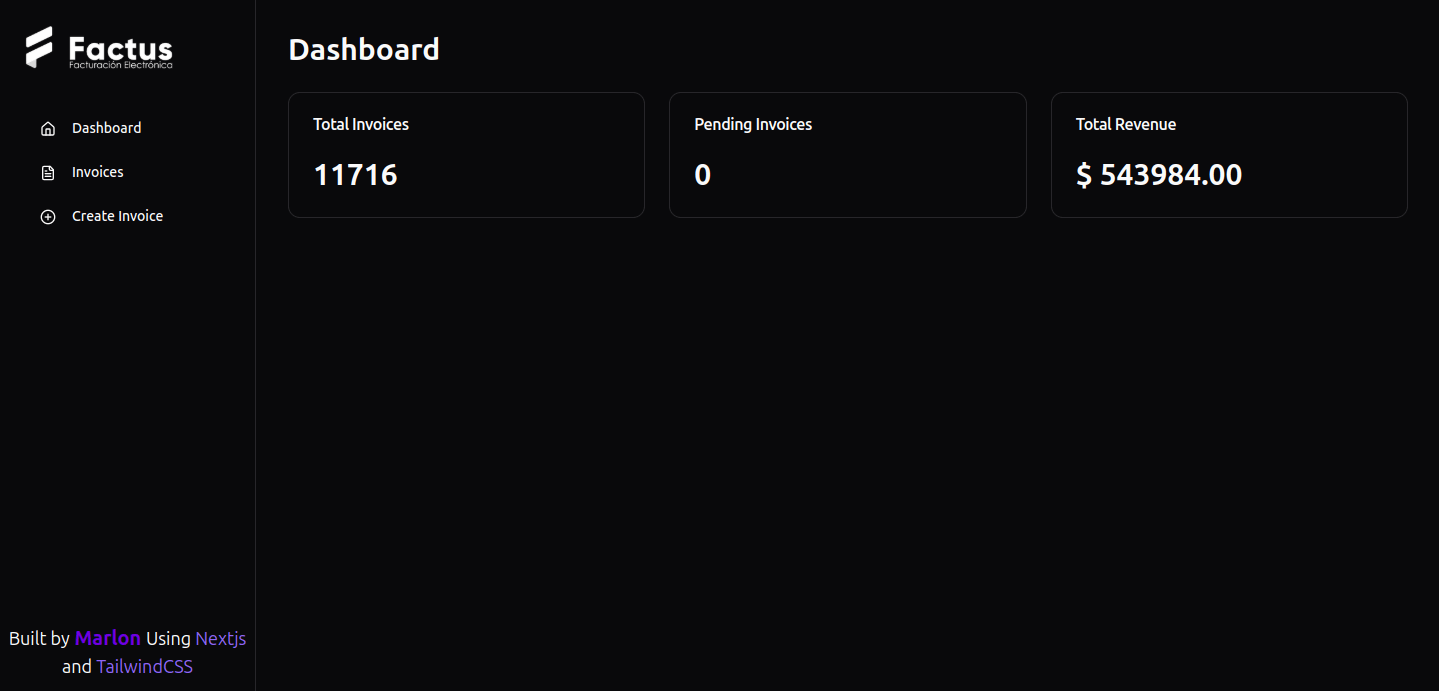 Factus
Facturación Electrónica
Dashboard
Invoices
Create Invoice
Built by Marlon Using Nextjs
and TailwindCSS
Dashboard
Total Invoices
11716
Pending Invoices
0
Total Revenue
$ 543984.00